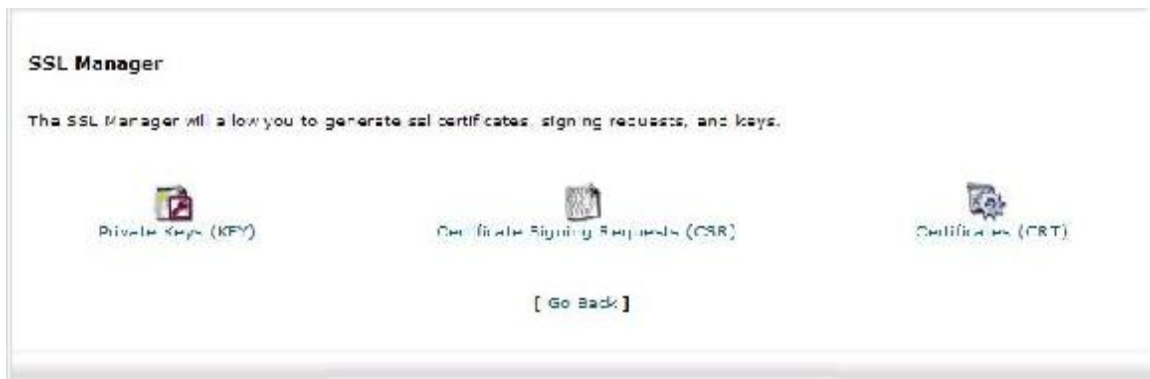 SSL Manager
The SSL Manager will allow you to generate ssl certificates, signing requests, and keys.
Private Keys (KEY)
Certificate Signing Requests (CSR)
Certificates (CRT)
[ Go Back ]